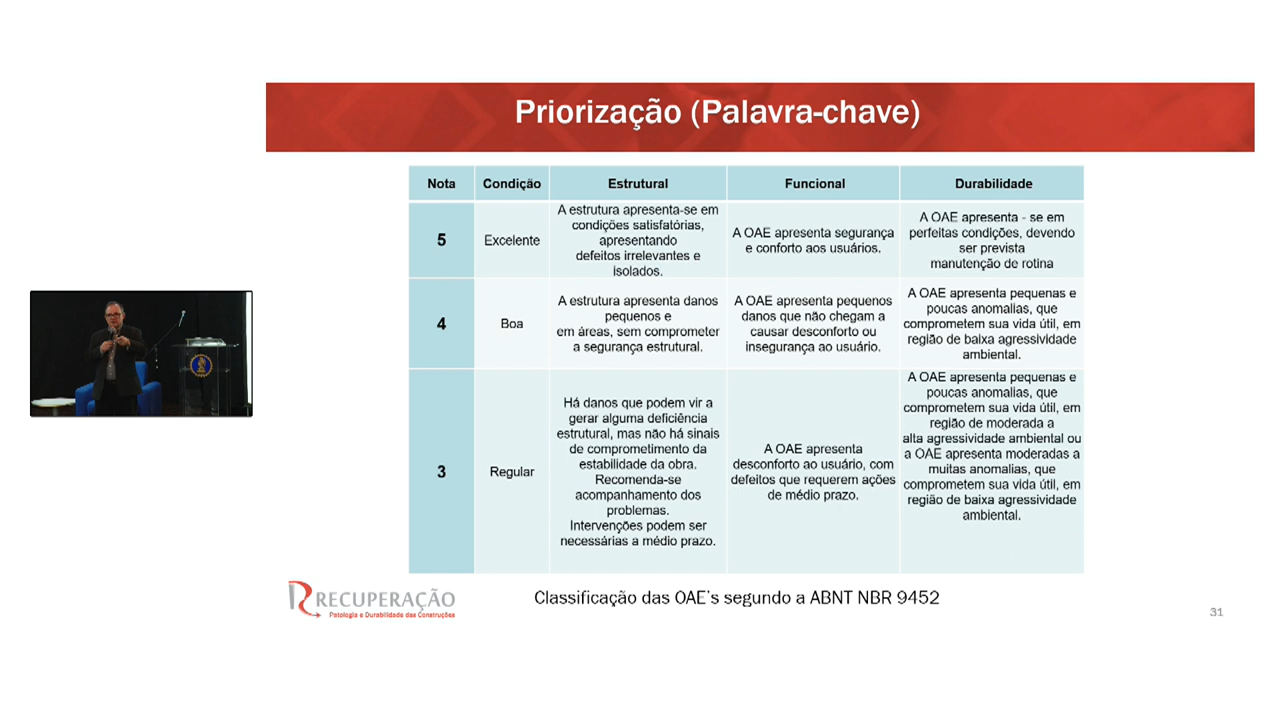 Priorização (Palavra-chave)
Nota
Condição
Estrutural
Funcional
Durabilidade
5
Excelente
A estrutura apresenta-se em
condições satisfatórias,
apresentando
defeitos irrelevantes e
isolados.
A OAE apresenta segurança
e conforto aos usuários.
A OAE apresenta - se em
perfeitas condições, devendo
ser prevista
manutenção de rotina
4
Boa
A estrutura apresenta danos
pequenos e
em áreas, sem comprometer
a segurança estrutural.
A OAE apresenta pequenos
danos que não chegam a
causar desconforto ou
insegurança ao usuário.
A OAE apresenta pequenas e
poucas anomalias, que
comprometem sua vida útil, em
região de baixa agressividade
ambiental.
3
Regular
Há danos que podem vir a
gerar alguma deficiência
estrutural, mas não há sinais
de comprometimento da
estabilidade da obra.
Recomenda-se
acompanhamento dos
problemas.
Intervenções podem ser
necessárias a médio prazo.
A OAE apresenta
desconforto ao usuário, com
defeitos que requerem ações
de médio prazo.
A OAE apresenta pequenas e
poucas anomalias, que
comprometem sua vida útil, em
região de moderada a
alta agressividade ambiental ou
a OAE apresenta moderadas a
muitas anomalias, que
comprometem sua vida útil, em
região de baixa agressividade
ambiental.
RECUPERAÇÃO
Patologia e Durabilidade das Construções
Classificação das OAE's segundo a ABNT NBR 9452
31